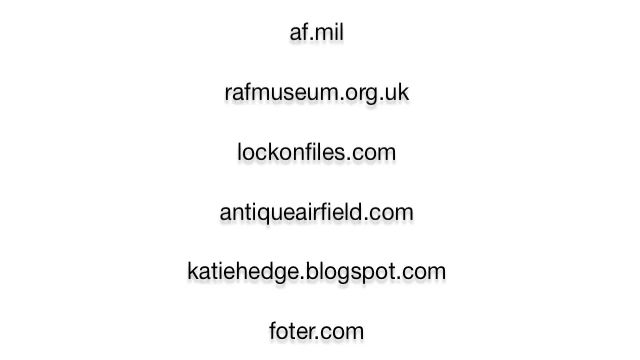 af.mil
rafmuseum.org.uk
lockonfiles.com
antiqueairfield.com
katiehedge.blogspot.com
foter.com